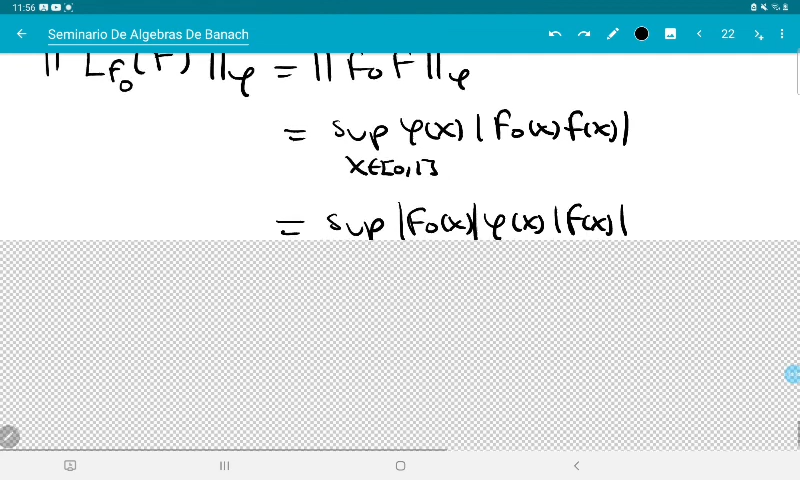 11:56
Seminario De Algebras De Banach
22
|| L_{f_0}(f) ||_φ = || f_0 f ||_φ
= sup φ(x) | f_0(x) f(x) |
x∈[0,1]
= sup |f_0(x)| φ(x) |f(x)|